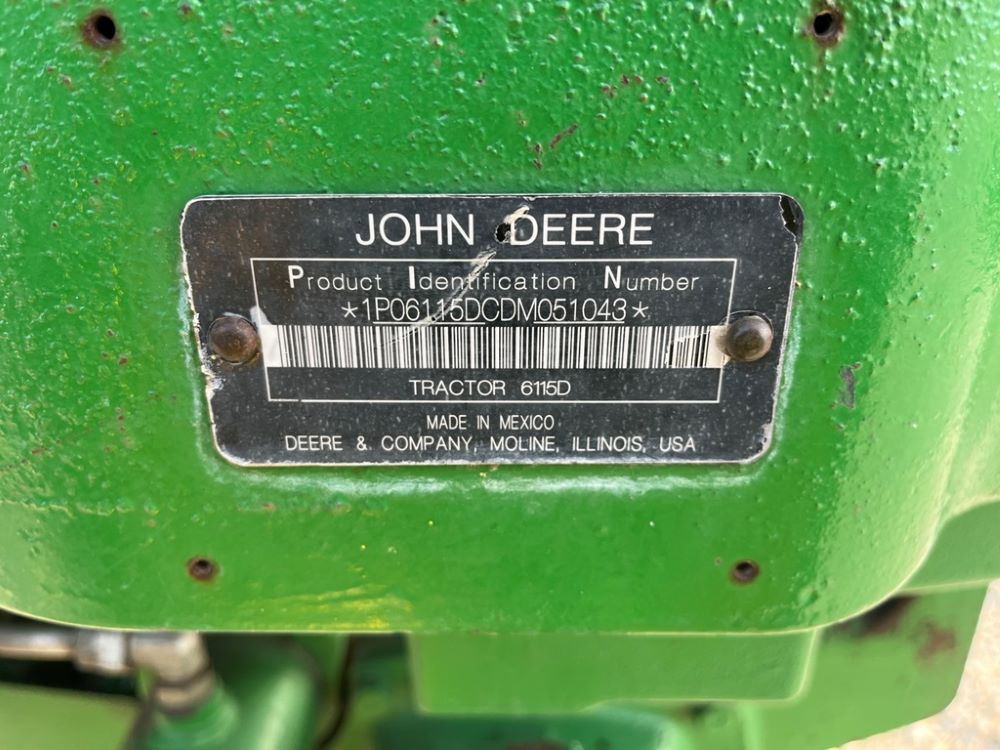 JOHN DEERE
Product Identification Number
*1P06115DCDM051043*
TRACTOR 6115D
MADE IN MEXICO
DEERE & COMPANY, MOLINE, ILLINOIS, USA